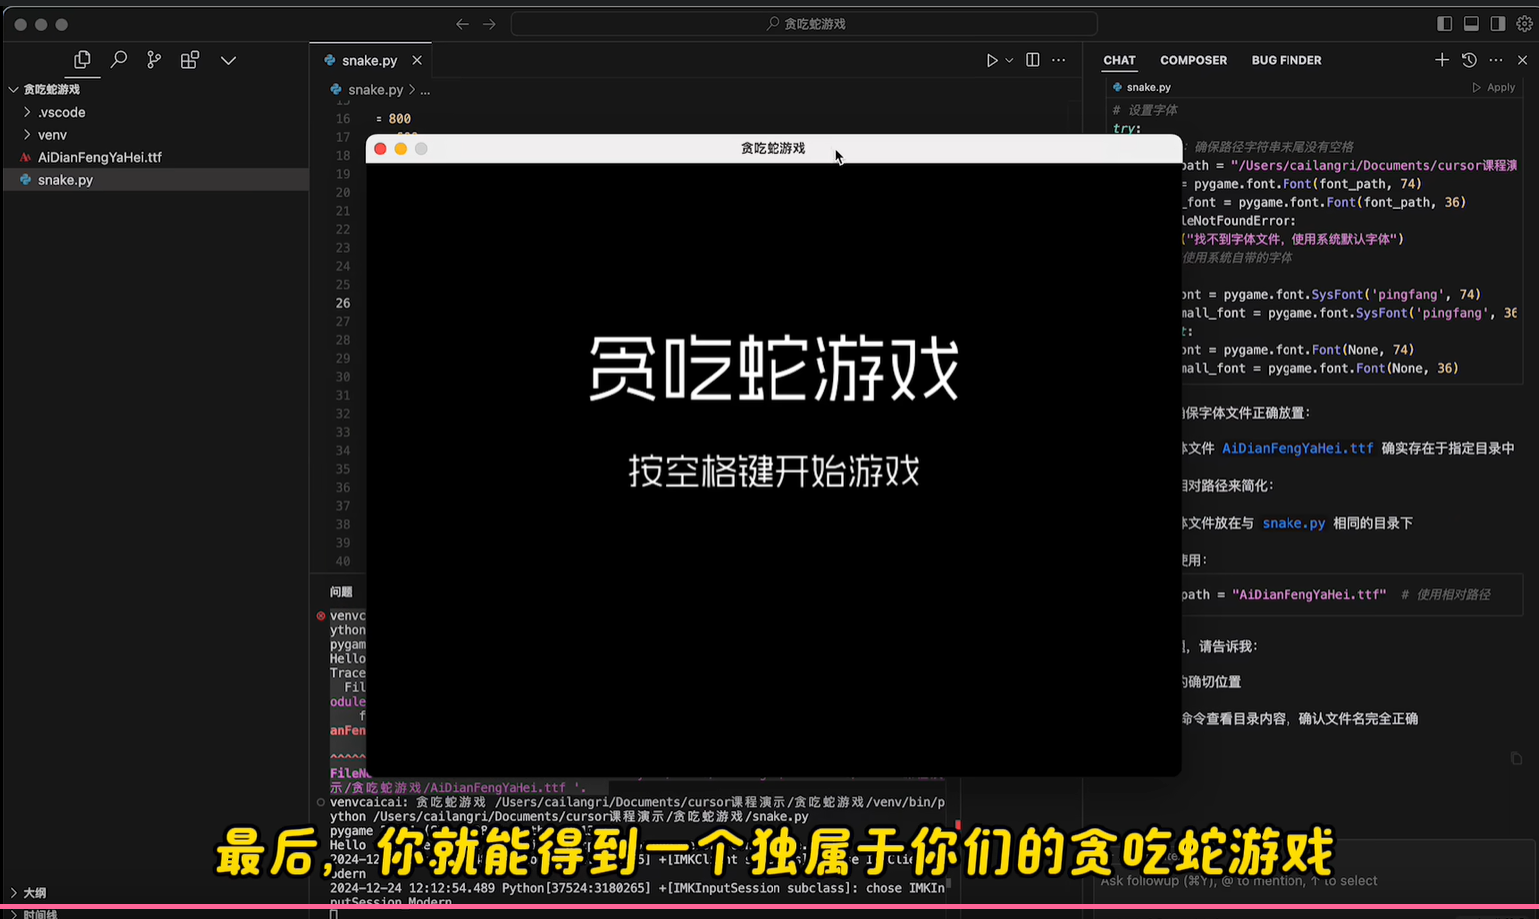 贪吃蛇游戏
snake.py
CHAT COMPOSER BUG FINDER
贪吃蛇游戏
.vscode
venv
AiDianFengYaHei.ttf
snake.py
snake.py > ...
16 = 800
17
18
19
20
21
22
23
24
25
26
27
28
29
30
31
32
33
34
35
36
37
38
39
40
贪吃蛇游戏
贪吃蛇游戏
按空格键开始游戏
snake.py Apply
# 设置字体
try:
：确保路径字符串末尾没有空格
path = "/Users/cailangri/Documents/cursor课程演
= pygame.font.Font(font_path, 74)
_font = pygame.font.Font(font_path, 36)
leNotFoundError:
("找不到字体文件，使用系统默认字体")
使用系统自带的字体
ont = pygame.font.SysFont('pingfang', 74)
mall_font = pygame.font.SysFont('pingfang', 36
t:
ont = pygame.font.Font(None, 74)
mall_font = pygame.font.Font(None, 36)
保字体文件正确放置：
体文件 AiDianFengYaHei.ttf 确实存在于指定目录中
相对路径来简化：
体文件放在与 snake.py 相同的目录下
使用：
path = "AiDianFengYaHei.ttf" # 使用相对路径
，请告诉我：
的确切位置
命令查看目录内容，确认文件名完全正确
Ask followup (⌘Y), @ to mention, ↑ to select
问题
venvc
ython
pygam
Hello
Trace
Fil
odule
f
anFen
^^^^^
FileN
示/贪吃蛇游戏/AiDianFengYaHei.ttf '.
venvcaicai: 贪吃蛇游戏 /Users/cailangri/Documents/cursor课程演示/贪吃蛇游戏/venv/bin/p
ython /Users/cailangri/Documents/cursor课程演示/贪吃蛇游戏/snake.py
pygame
Hello
2024-12-24
odern
2024-12-24 12:12:54.489 Python[37524:3180265] +[IMKInputSession subclass]: chose IMKIn
putSession_Modern
最后，你就能得到一个独属于你们的贪吃蛇游戏
大纲
时间线